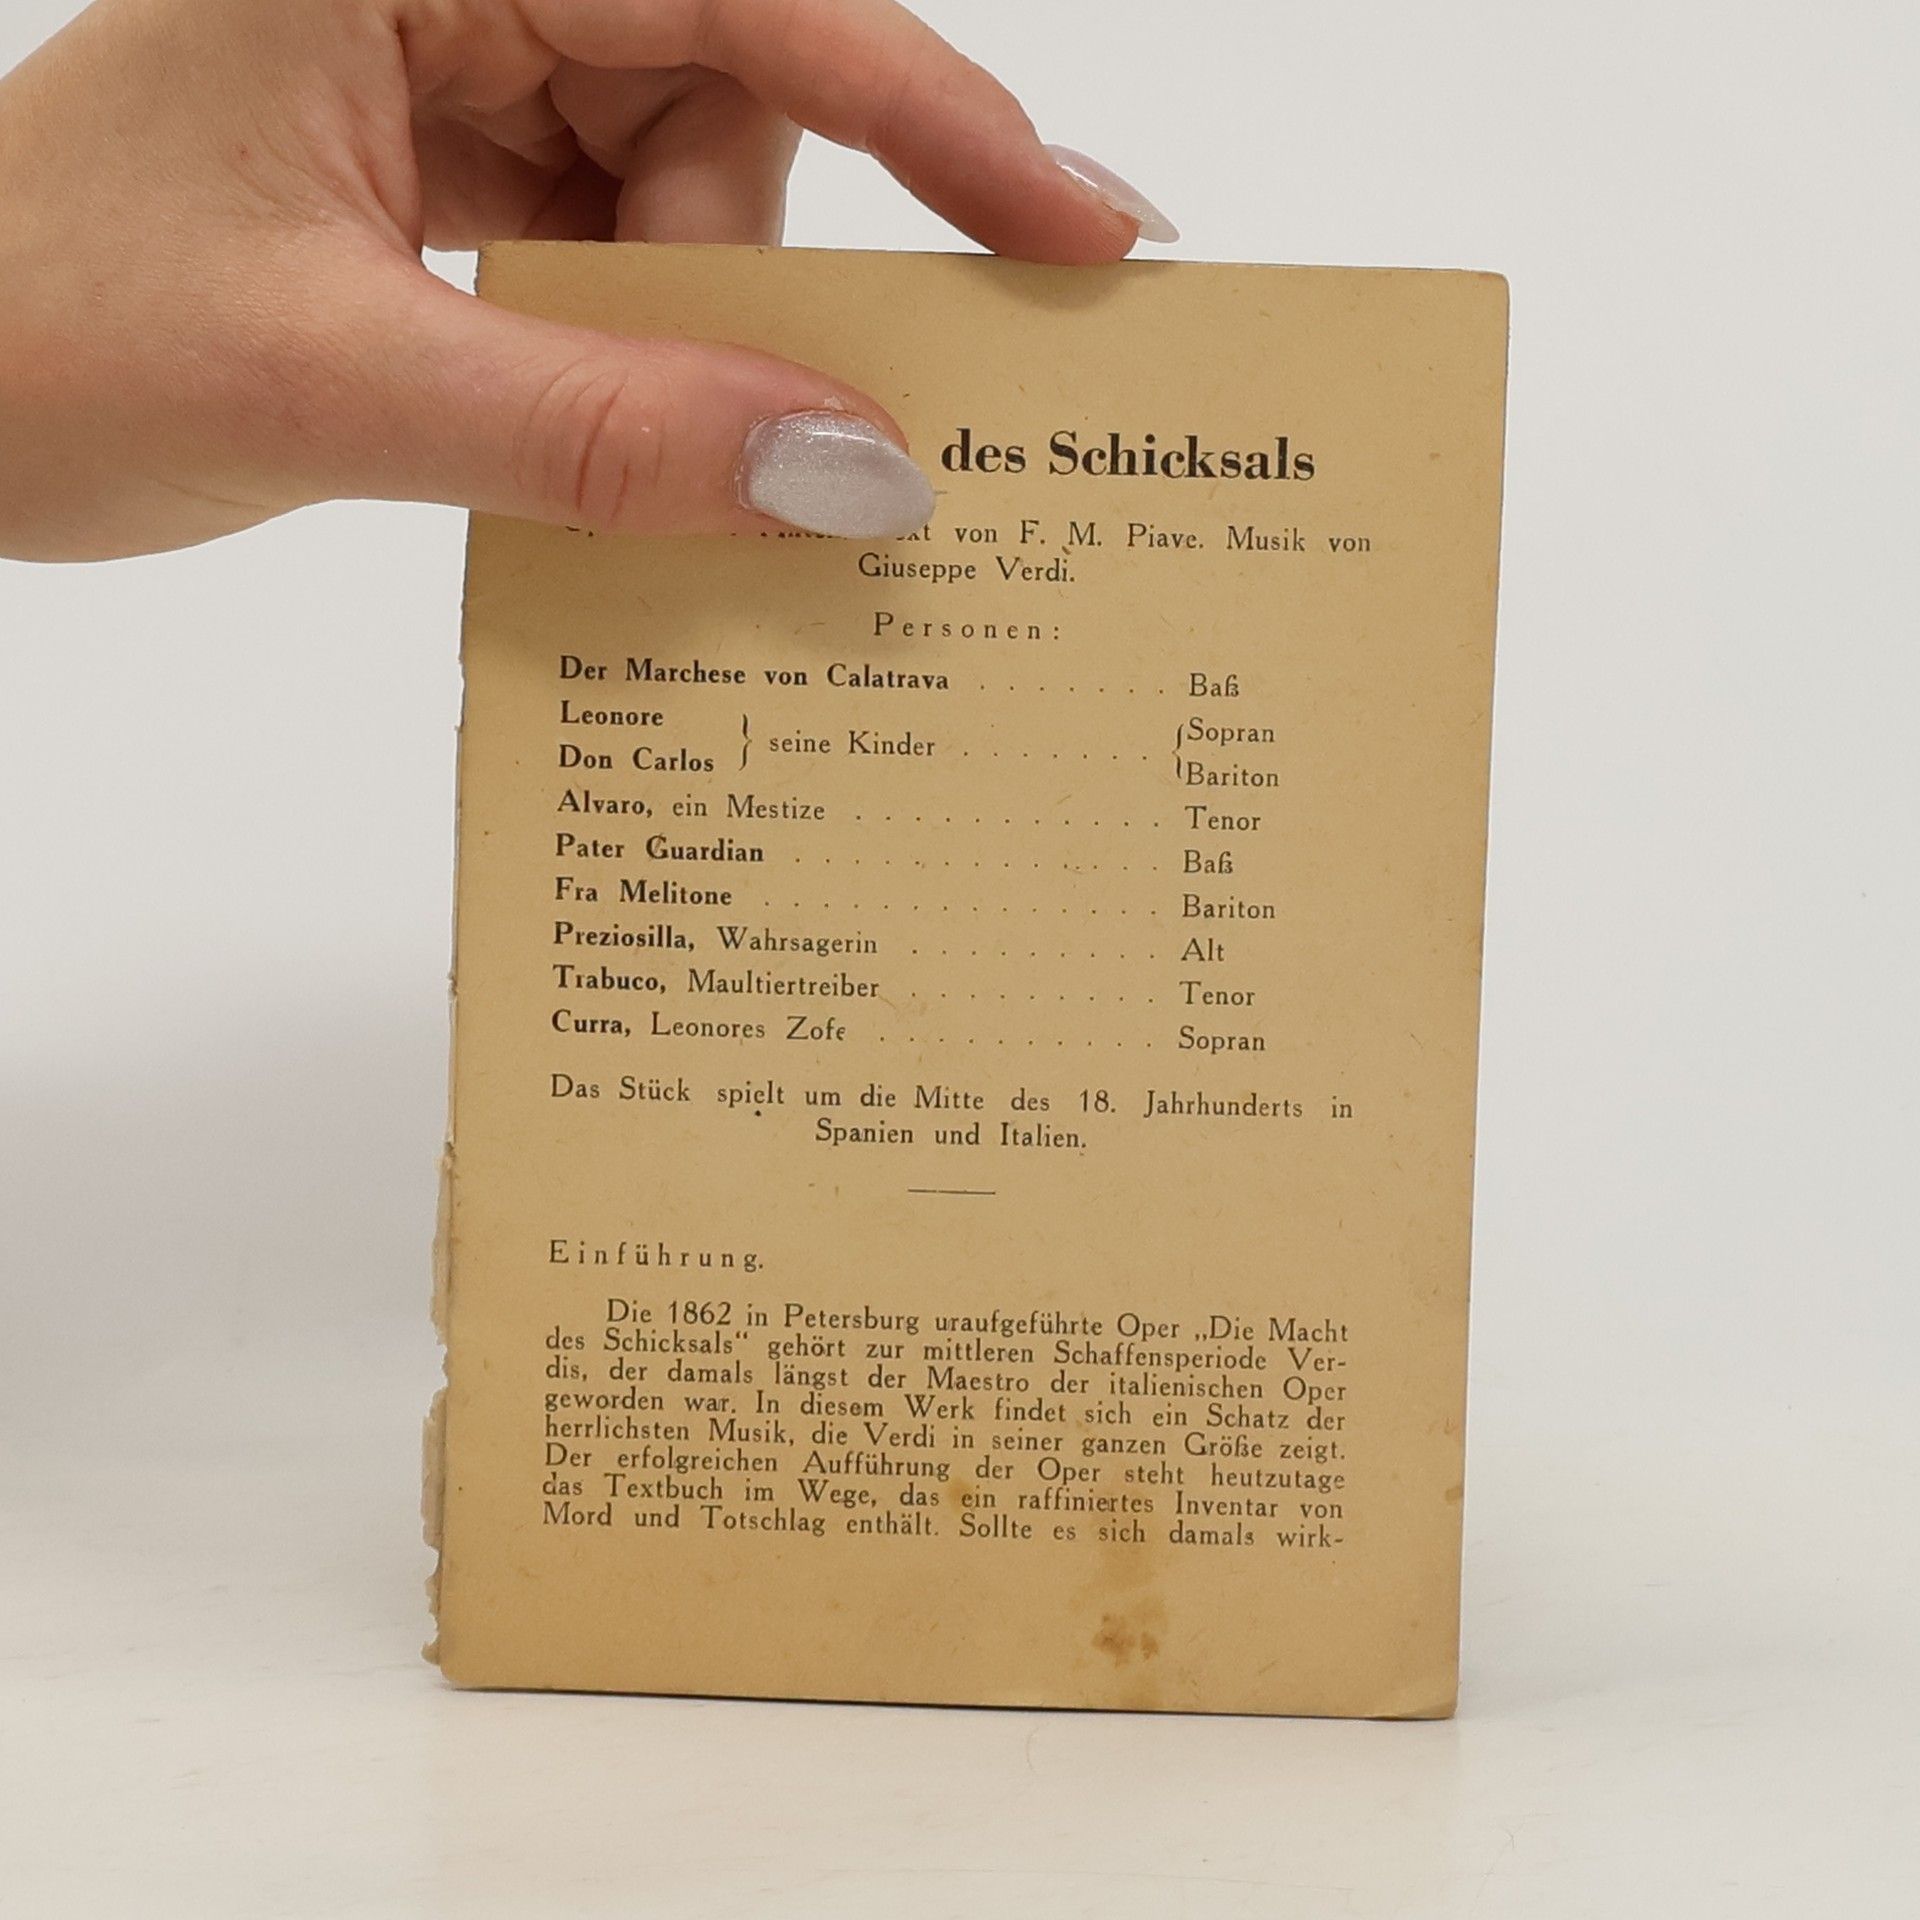 des Schicksals
von F. M. Piave. Musik von
Giuseppe Verdi.
Personen:
Der Marchese von Calatrava . . . . . . . Baß
Leonore } seine Kinder . . . . . . . { Sopran
Don Carlos } { Bariton
Alvaro, ein Mestize . . . . . . . . . . . Tenor
Pater Guardian . . . . . . . . . . . . . Baß
Fra Melitone . . . . . . . . . . . . . . Bariton
Preziosilla, Wahrsagerin . . . . . . . . . Alt
Trabuco, Maultiertreiber . . . . . . . . . Tenor
Curra, Leonores Zofe . . . . . . . . . . Sopran
Das Stück spielt um die Mitte des 18. Jahrhunderts in
Spanien und Italien.
Einführung.
Die 1862 in Petersburg uraufgeführte Oper „Die Macht
des Schicksals“ gehört zur mittleren Schaffensperiode Ver-
dis, der damals längst der Maestro der italienischen Oper
geworden war. In diesem Werk findet sich ein Schatz der
herrlichsten Musik, die Verdi in seiner ganzen Größe zeigt.
Der erfolgreichen Aufführung der Oper steht heutzutage
das Textbuch im Wege, das ein raffiniertes Inventar von
Mord und Totschlag enthält. Sollte es sich damals wirk-